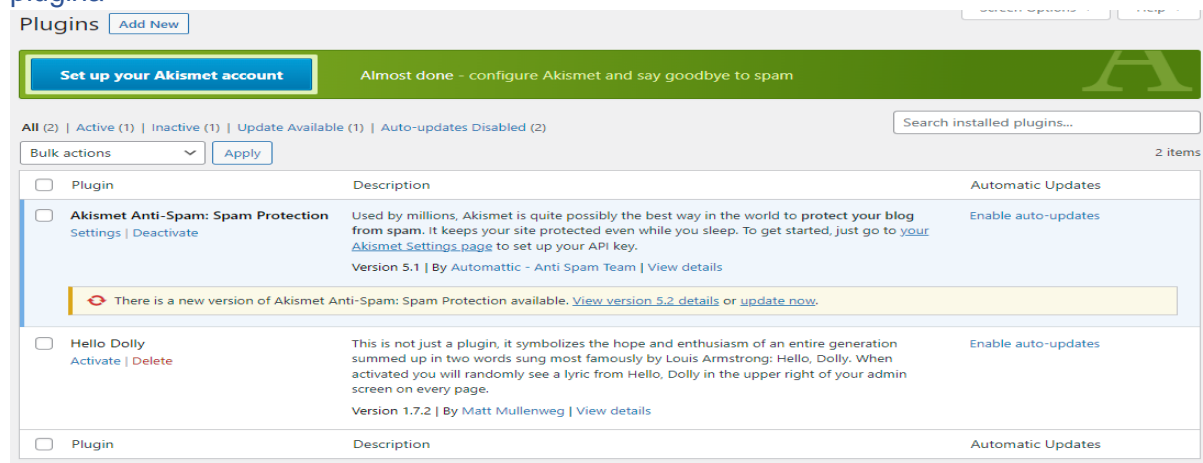 Plugins Add New
Set up your Akismet account Almost done - configure Akismet and say goodbye to spam
All (2) | Active (1) | Inactive (1) | Update Available (1) | Auto-updates Disabled (2) Search installed plugins...
Bulk actions Apply 2 items
Plugin Description Automatic Updates
Akismet Anti-Spam: Spam Protection Used by millions, Akismet is quite possibly the best way in the world to protect your blog Enable auto-updates
Settings | Deactivate from spam. It keeps your site protected even while you sleep. To get started, just go to your
Akismet Settings page to set up your API key.
Version 5.1 | By Automattic - Anti Spam Team | View details
There is a new version of Akismet Anti-Spam: Spam Protection available. View version 5.2 details or update now.
Hello Dolly This is not just a plugin, it symbolizes the hope and enthusiasm of an entire generation Enable auto-updates
Activate | Delete summed up in two words sung most famously by Louis Armstrong: Hello, Dolly. When
activated you will randomly see a lyric from Hello, Dolly in the upper right of your admin
screen on every page.
Version 1.7.2 | By Matt Mullenweg | View details
Plugin Description Automatic Updates